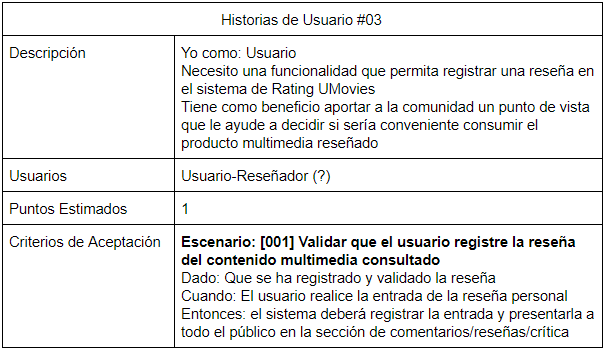 Historias de Usuario #03
Descripción
Yo como: Usuario
Necesito una funcionalidad que permita registrar una reseña en
el sistema de Rating UMovies
Tiene como beneficio aportar a la comunidad un punto de vista
que le ayude a decidir si sería conveniente consumir el
producto multimedia reseñado
Usuarios
Usuario-Reseñador (?)
Puntos Estimados
1
Criterios de Aceptación
Escenario: [001] Validar que el usuario registre la reseña
del contenido multimedia consultado
Dado: Que se ha registrado y validado la reseña
Cuando: El usuario realice la entrada de la reseña personal
Entonces: el sistema deberá registrar la entrada y presentarla a
todo el público en la sección de comentarios/reseñas/crítica